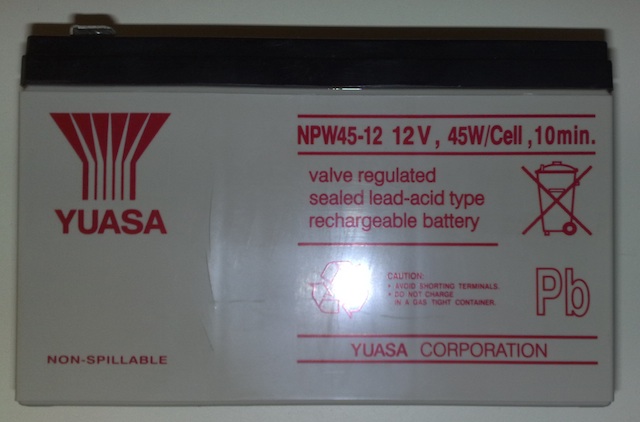 YUASA
NON-SPILLABLE
NPW45-12 12V, 45W/Cell, 10min.
valve regulated
sealed lead-acid type
rechargeable battery
CAUTION:
• AVOID SHORTING TERMINALS.
• DO NOT CHARGE
IN A GAS TIGHT CONTAINER.
Pb
YUASA CORPORATION